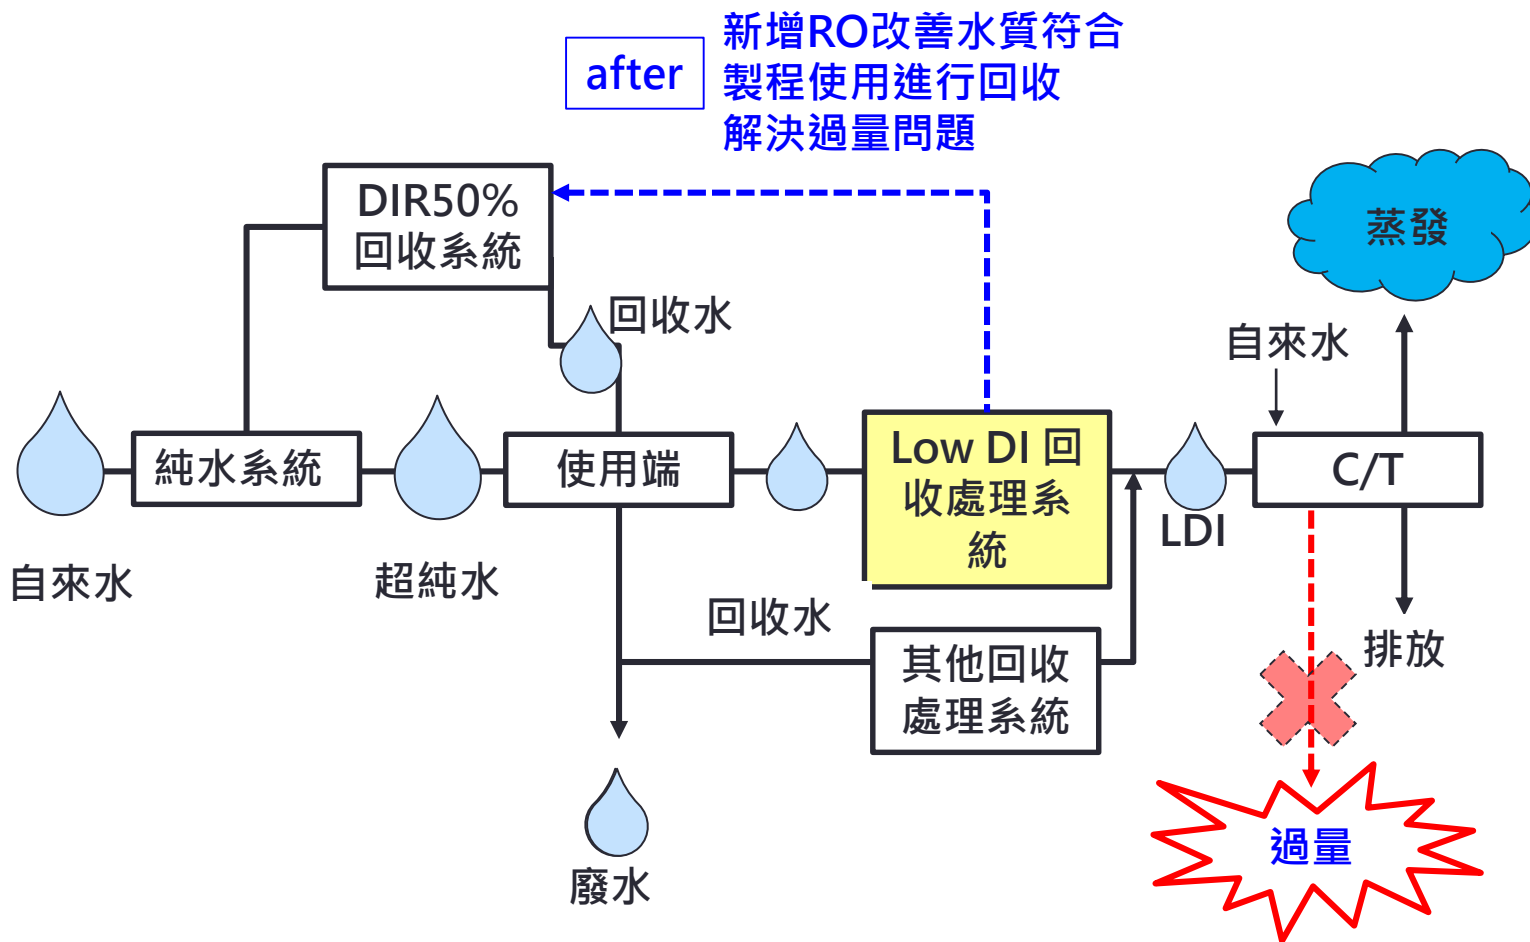 after
新增RO改善水質符合
製程使用進行回收
解決過量問題
DIR50%
回收系統
蒸發
回收水
自來水
純水系統
使用端
Low DI 回
收處理系
統
C/T
LDI
自來水
超純水
回收水
其他回收
處理系統
排放
過量
廢水